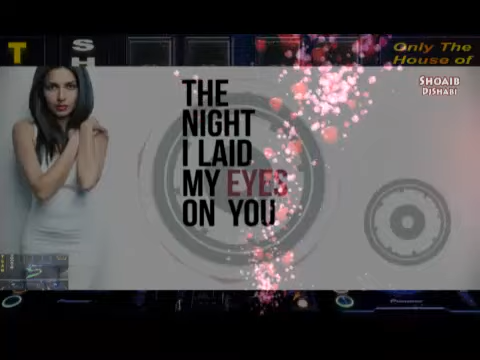 T
S
H
Only The
House of
SHOAIB
DJSHABI
THE
NIGHT
I LAID
MY EYES
ON YOU